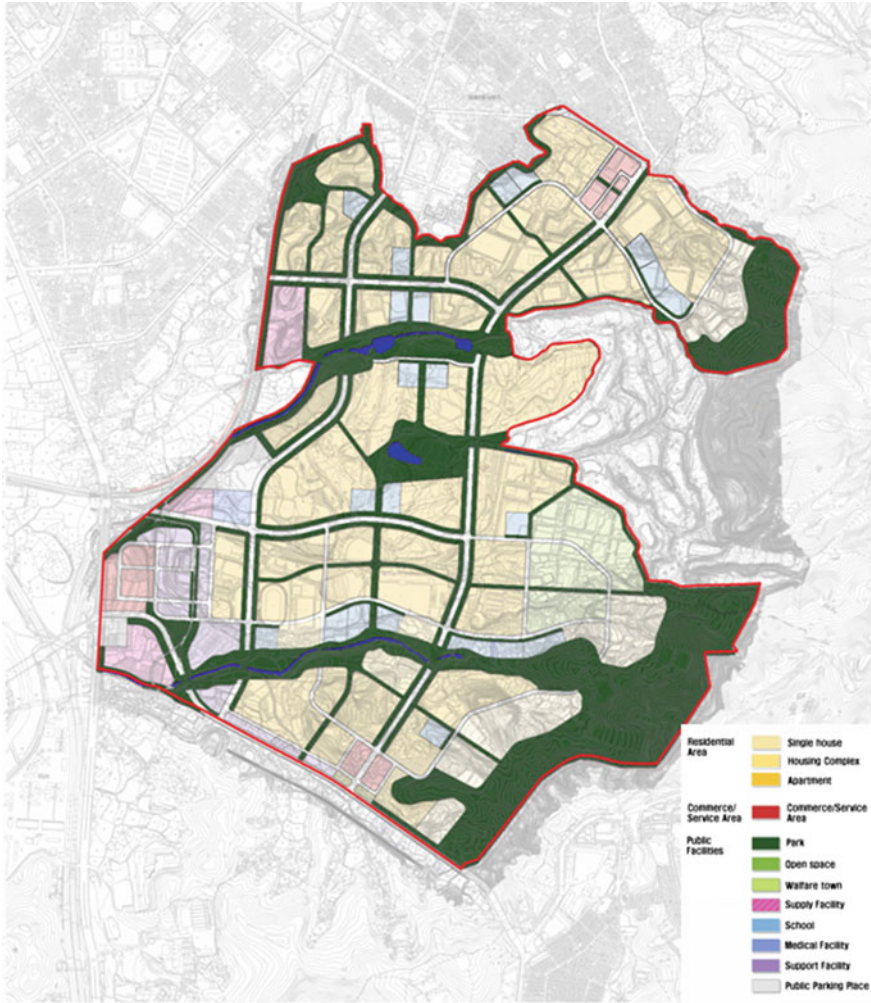 Residential
Area
Single house
Housing Complex
Apartment
Commerce/
Service Area
Commerce/Service
Area
Public
Facilities
Park
Open space
Walfare town
Supply Facility
School
Medical Facility
Support Facility
Public Parking Place